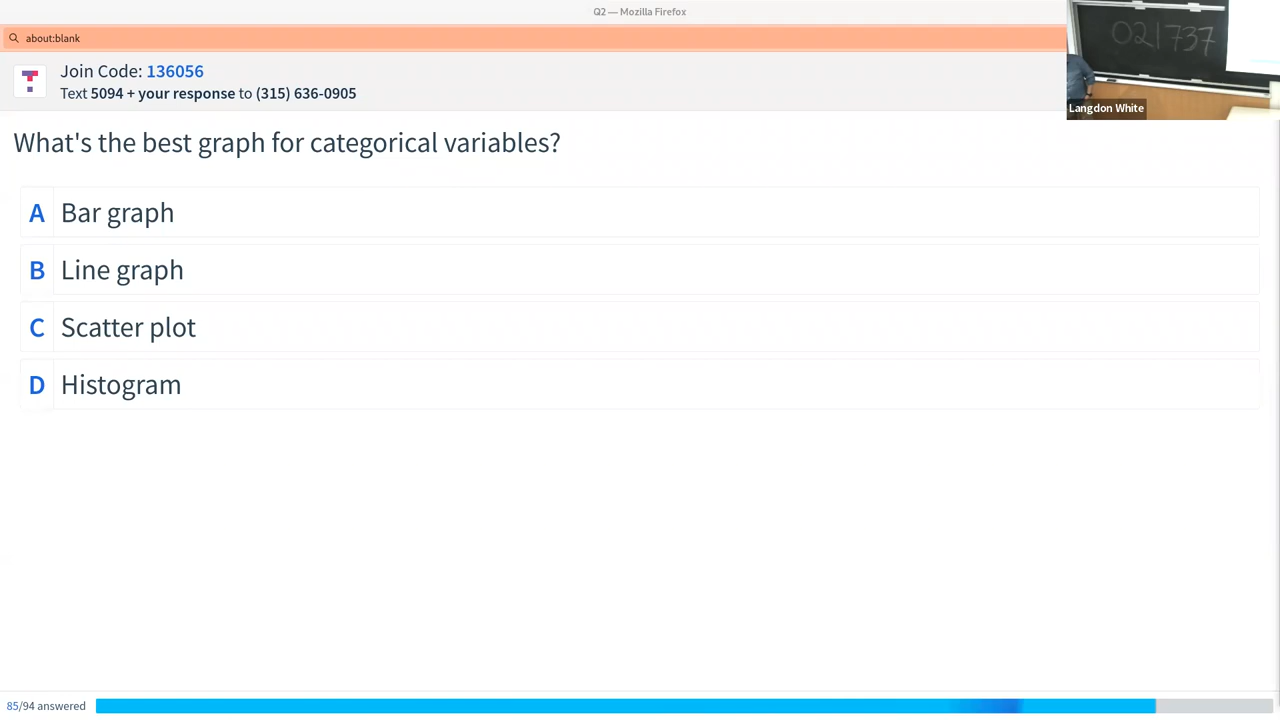 Q2 — Mozilla Firefox
about:blank
021737
Langdon White
Join Code: 136056
Text 5094 + your response to (315) 636-0905
What's the best graph for categorical variables?
A Bar graph
B Line graph
C Scatter plot
D Histogram
85/94 answered